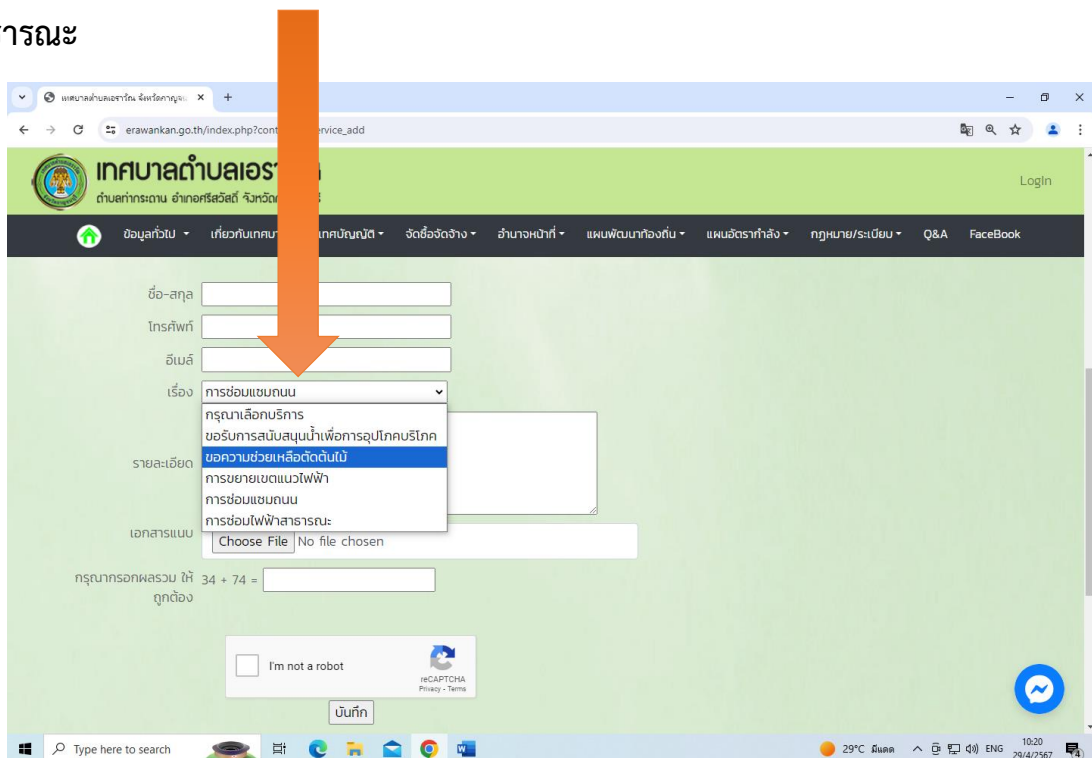 ารณะ
เทศบาลตำบลเอราวัณ จังหวัดกาญจน
erawankan.go.th/index.php?cont ervice_add
เทศบาลตำบลเอรา
ตำบลท่ากระดาน อำเภอศรีสวัสดิ์ จังหวัดก
Login
ข้อมูลทั่วไป เกี่ยวกับเทศบา เทศบัญญัติ จัดซื้อจัดจ้าง อำนาจหน้าที่ แผนพัฒนาท้องถิ่น แผนอัตรากำลัง กฎหมาย/ระเบียบ Q&A FaceBook
ชื่อ-สกุล
โทรศัพท์
อีเมล์
เรื่อง การซ่อมแซมถนน
กรุณาเลือกบริการ
ขอรับการสนับสนุนน้ำเพื่อการอุปโภคบริโภค
รายละเอียด ขอความช่วยเหลือตัดต้นไม้
การขยายเขตแนวไฟฟ้า
การซ่อมแซมถนน
การซ่อมไฟฟ้าสาธารณะ
เอกสารแนบ Choose File No file chosen
กรุณากรอกผลรวม ให้ 34 + 74 =
ถูกต้อง
I'm not a robot
reCAPTCHA
Privacy - Terms
บันทึก
Type here to search 29°C มีแดด ENG 10:20
29/4/2567 4